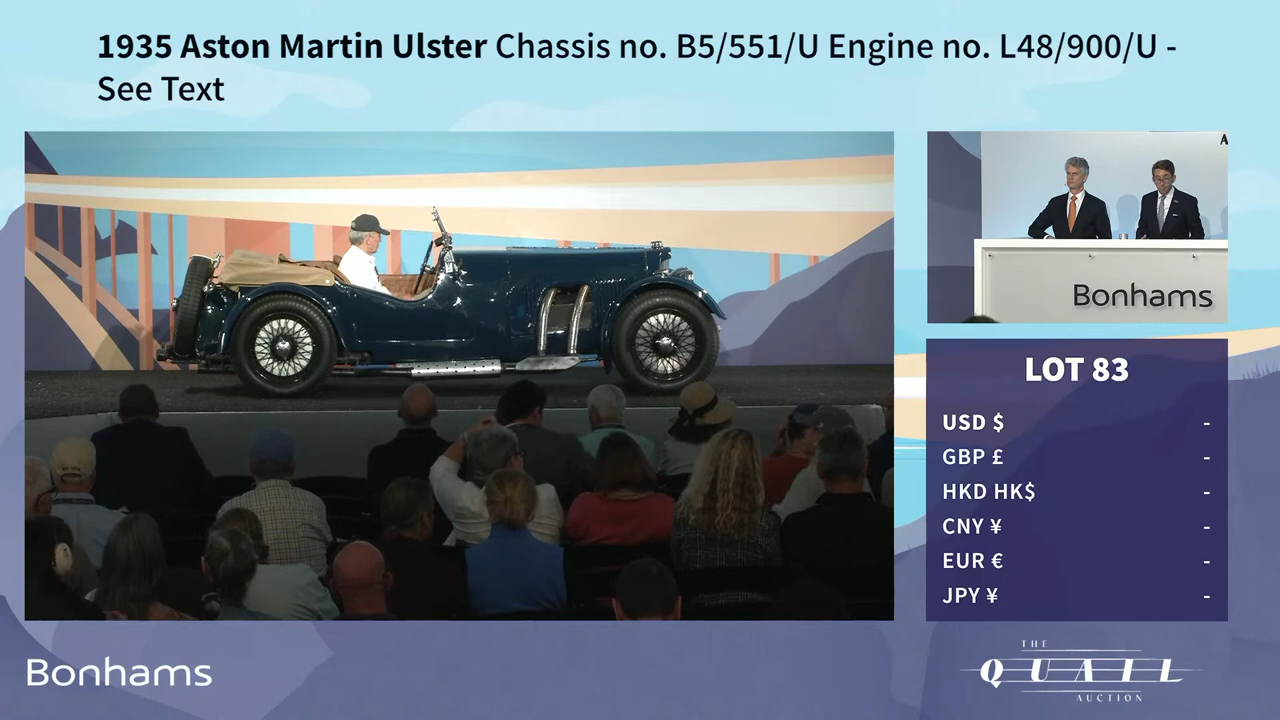 1935 Aston Martin Ulster Chassis no. B5/551/U Engine no. L48/900/U -
See Text
A
Bonhams
LOT 83
USD $ -
GBP £ -
HKD HK$ -
CNY ¥ -
EUR € -
JPY ¥ -
Bonhams
THE
QUAIL
AUCTION